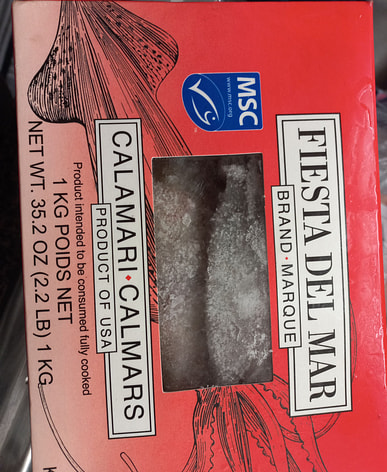 MSC
www.msc.org
FIESTA DEL MAR
BRAND · MARQUE
CALAMARI · CALMARS
PRODUCT OF USA
Product intended to be consumed fully cooked
1 KG POIDS NET
NET WT. 35.2 OZ (2.2 LB) 1 KG